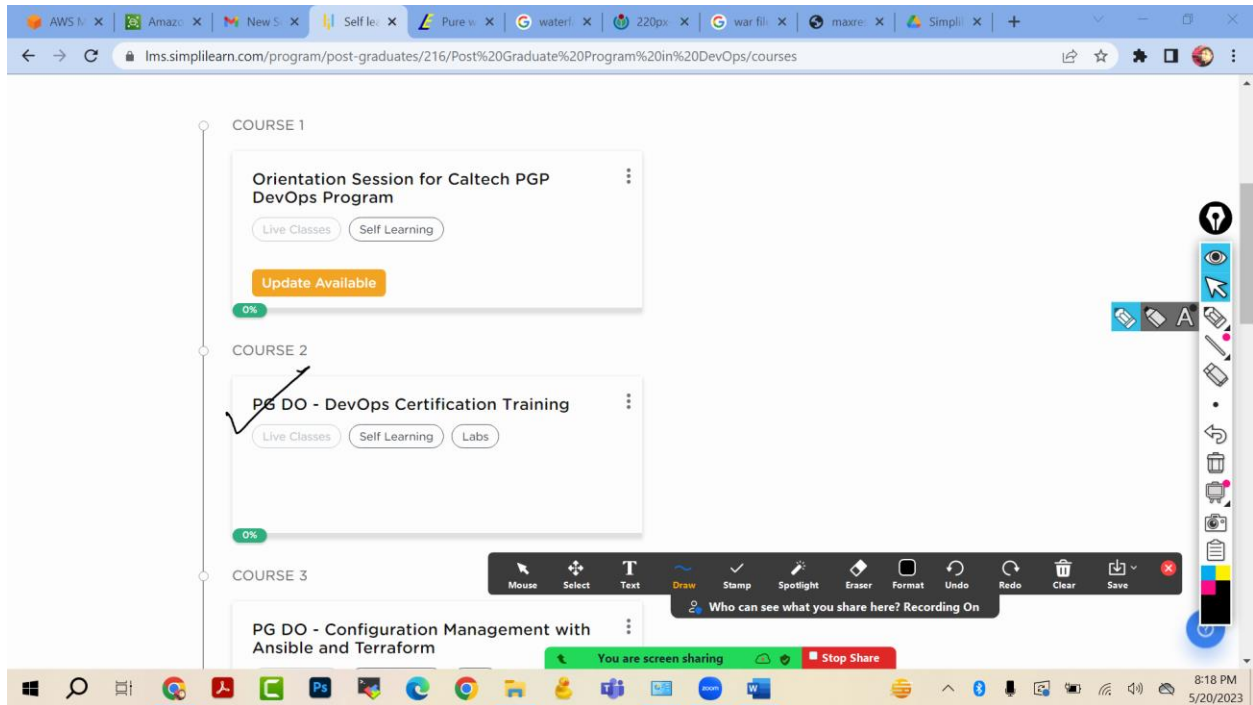 AWS M
Amazo
New S
Self lea
Pure w
waterf
220px
war fil
maxre
Simplil
lms.simplilearn.com/program/post-graduates/216/Post%20Graduate%20Program%20in%20DevOps/courses
COURSE 1
Orientation Session for Caltech PGP
DevOps Program
Live Classes
Self Learning
Update Available
0%
COURSE 2
PG DO - DevOps Certification Training
Live Classes
Self Learning
Labs
0%
COURSE 3
PG DO - Configuration Management with
Ansible and Terraform
A
Mouse
Select
Text
Draw
Stamp
Spotlight
Eraser
Format
Undo
Redo
Clear
Save
Who can see what you share here? Recording On
You are screen sharing
Stop Share
Ps
zoom
8:18 PM
5/20/2023